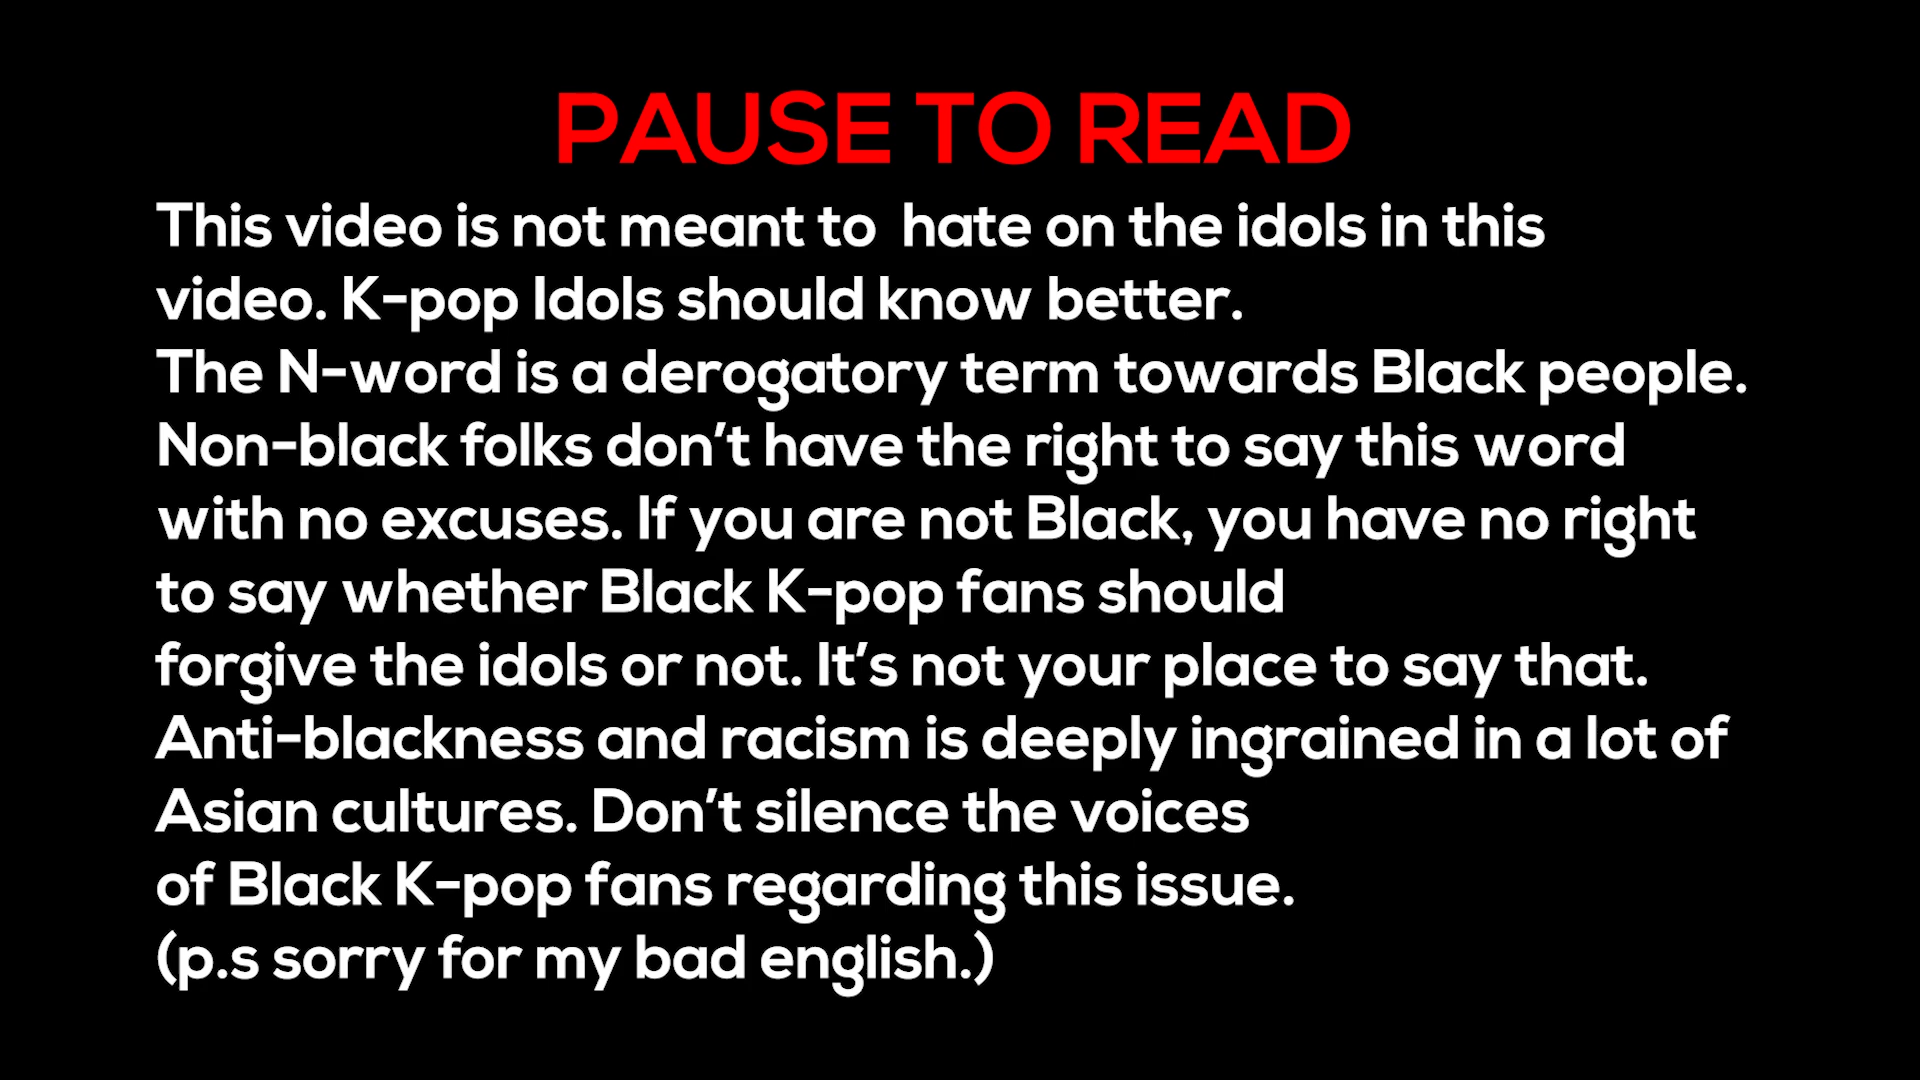 PAUSE TO READ
This video is not meant to  hate on the idols in this
video. K-pop Idols should know better.
The N-word is a derogatory term towards Black people.
Non-black folks don't have the right to say this word
with no excuses. If you are not Black, you have no right
to say whether Black K-pop fans should
forgive the idols or not. It's not your place to say that.
Anti-blackness and racism is deeply ingrained in a lot of
Asian cultures. Don't silence the voices
of Black K-pop fans regarding this issue.
(p.s sorry for my bad english.)